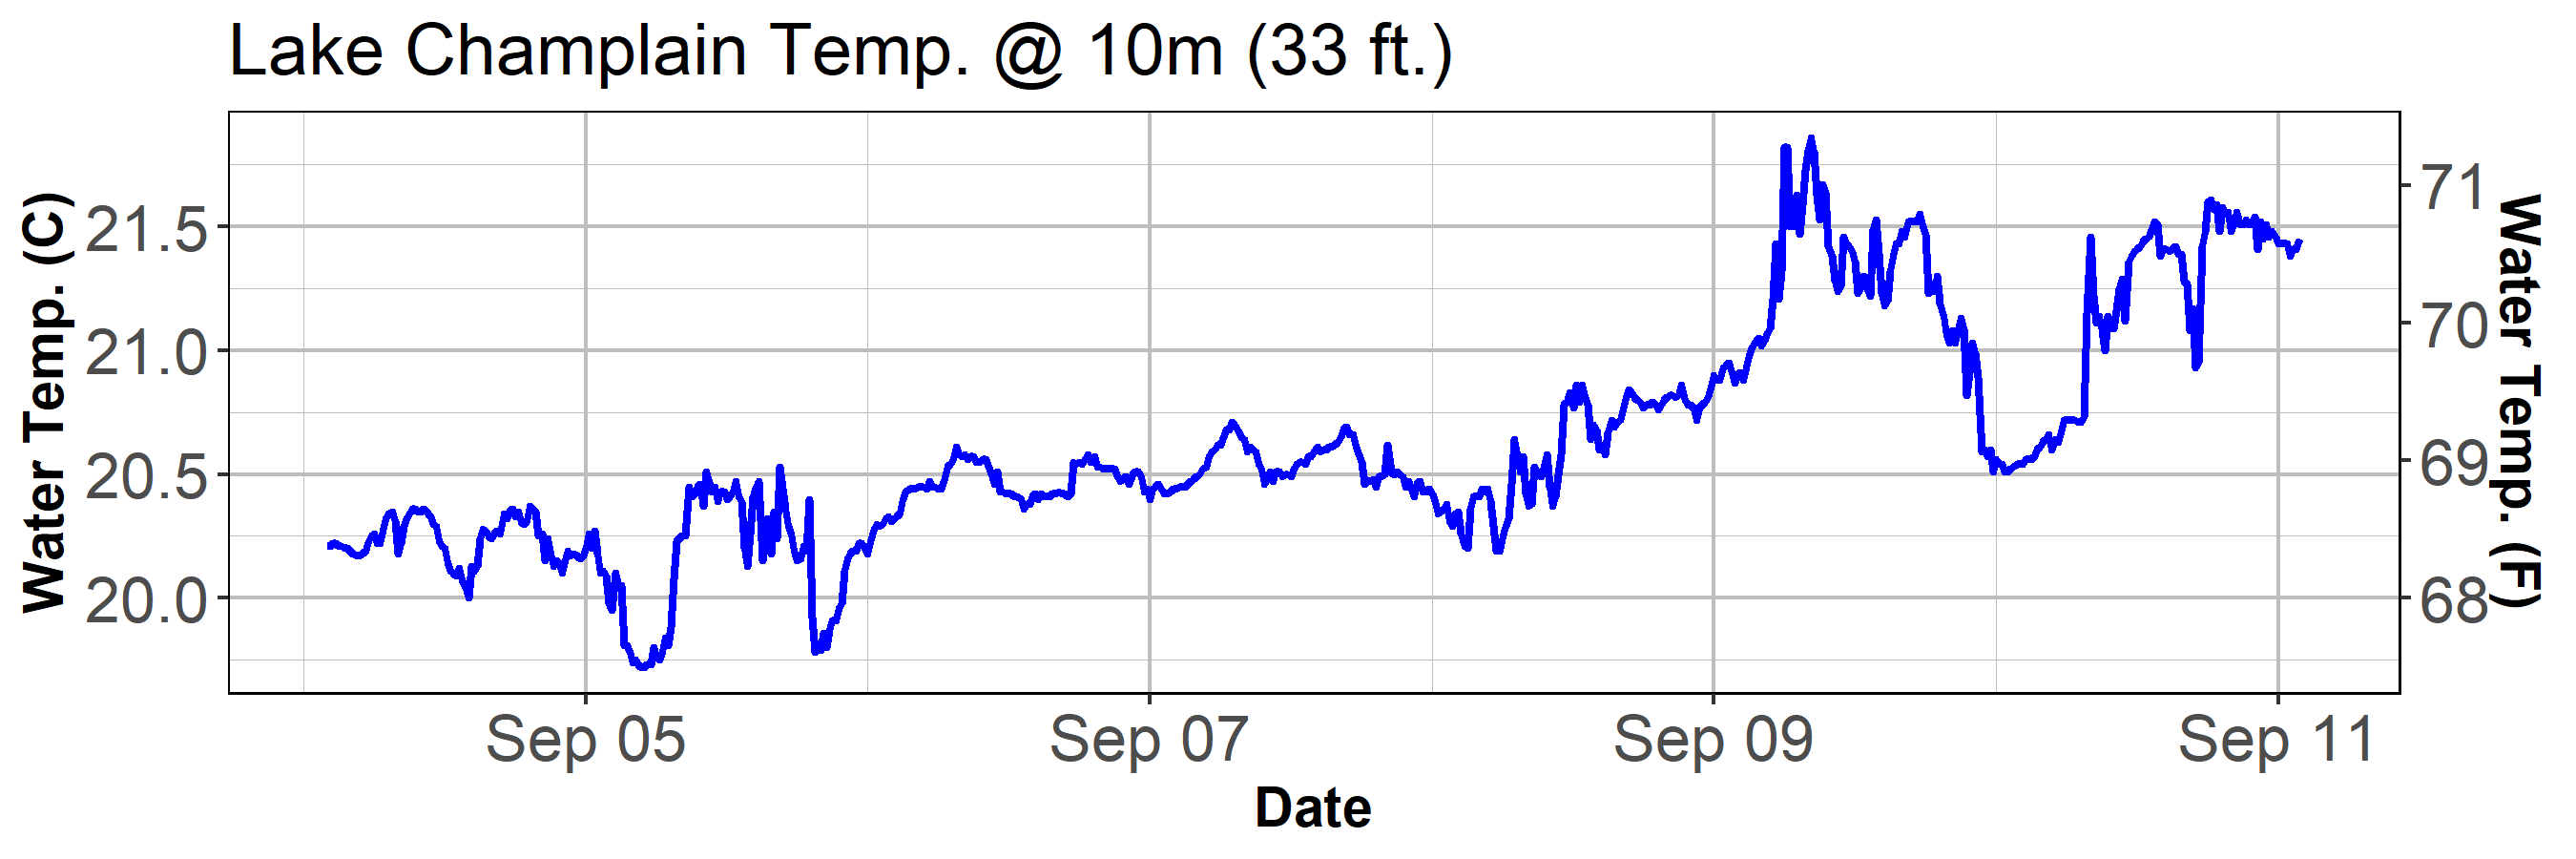 Lake Champlain Temp. @ 10m (33 ft.)
Water Temp. (C)
21.5
21.0
20.5
20.0
71
70
69
68
Water Temp. (F)
Sep 05 Sep 07 Sep 09 Sep 11
Date